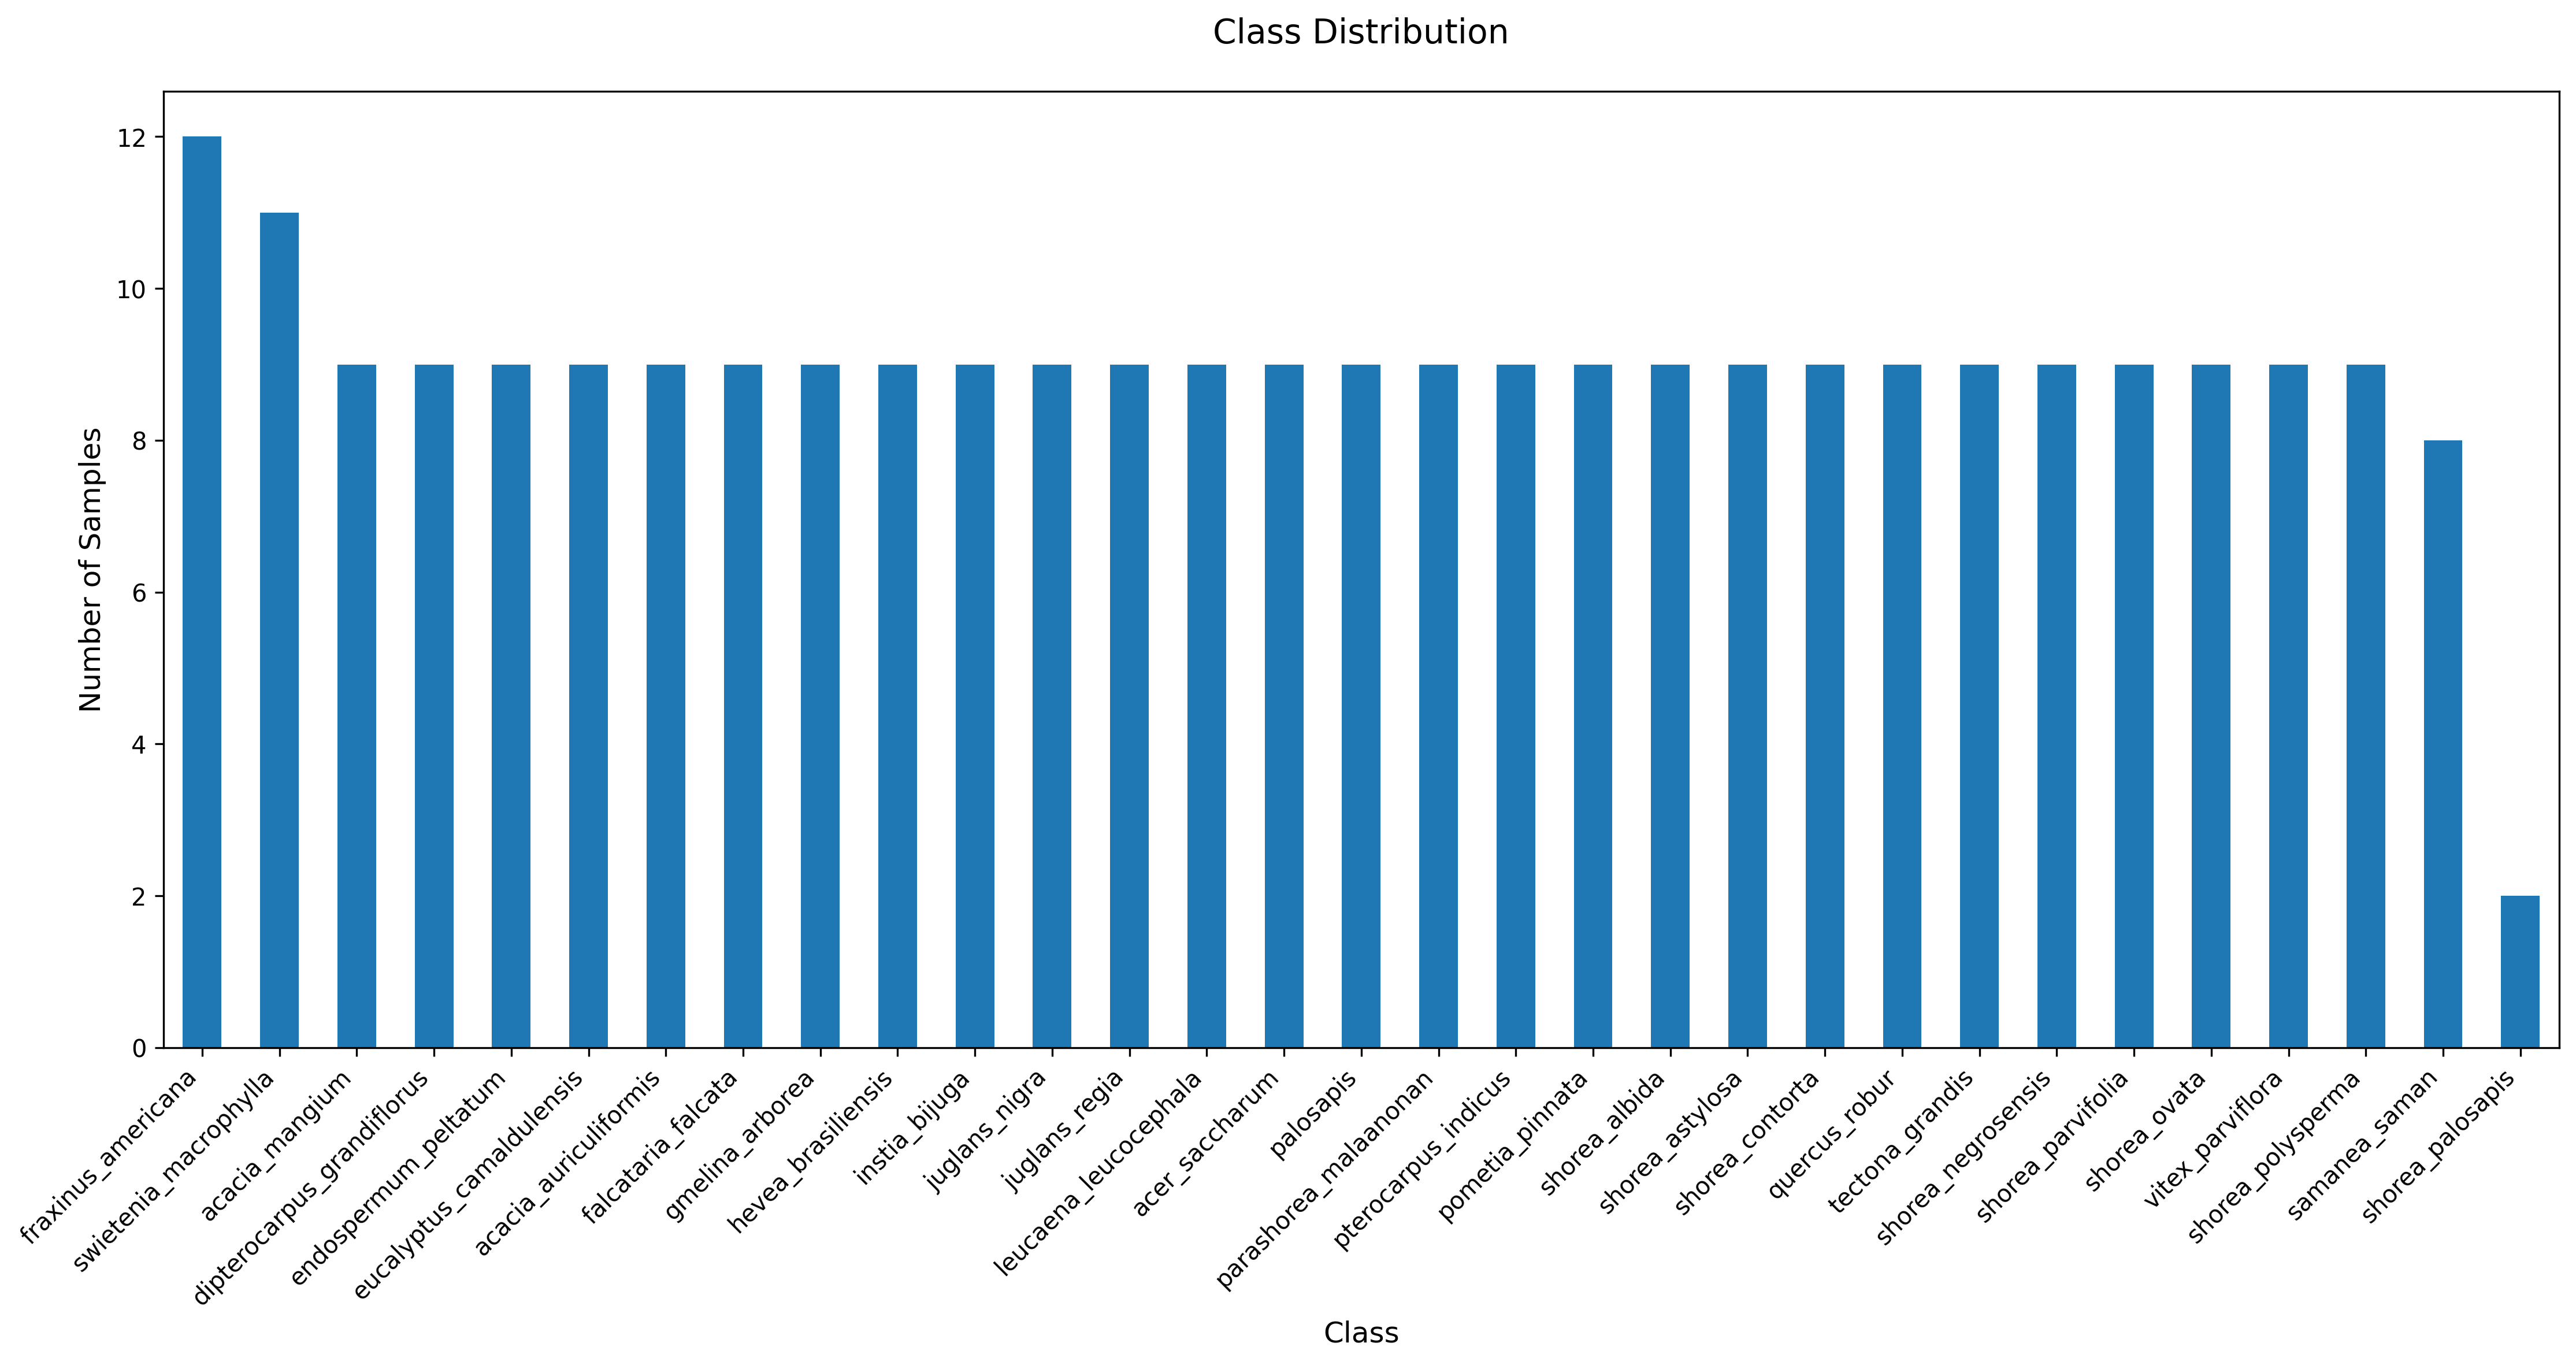 Class Distribution
Number of Samples
12
10
8
6
4
2
0
fraxinus_americana
swietenia_macrophylla
acacia_mangium
dipterocarpus_grandiflorus
endospermum_peltatum
eucalyptus_camaldulensis
acacia_auriculiformis
falcataria_falcata
gmelina_arborea
hevea_brasiliensis
instia_bijuga
juglans_nigra
juglans_regia
leucaena_leucocephala
acer_saccharum
palosapis
parashorea_malaanonan
pterocarpus_indicus
pometia_pinnata
shorea_albida
shorea_astylosa
shorea_contorta
quercus_robur
tectona_grandis
shorea_negrosensis
shorea_parvifolia
shorea_ovata
vitex_parviflora
shorea_polysperma
samanea_saman
shorea_palosapis
Class